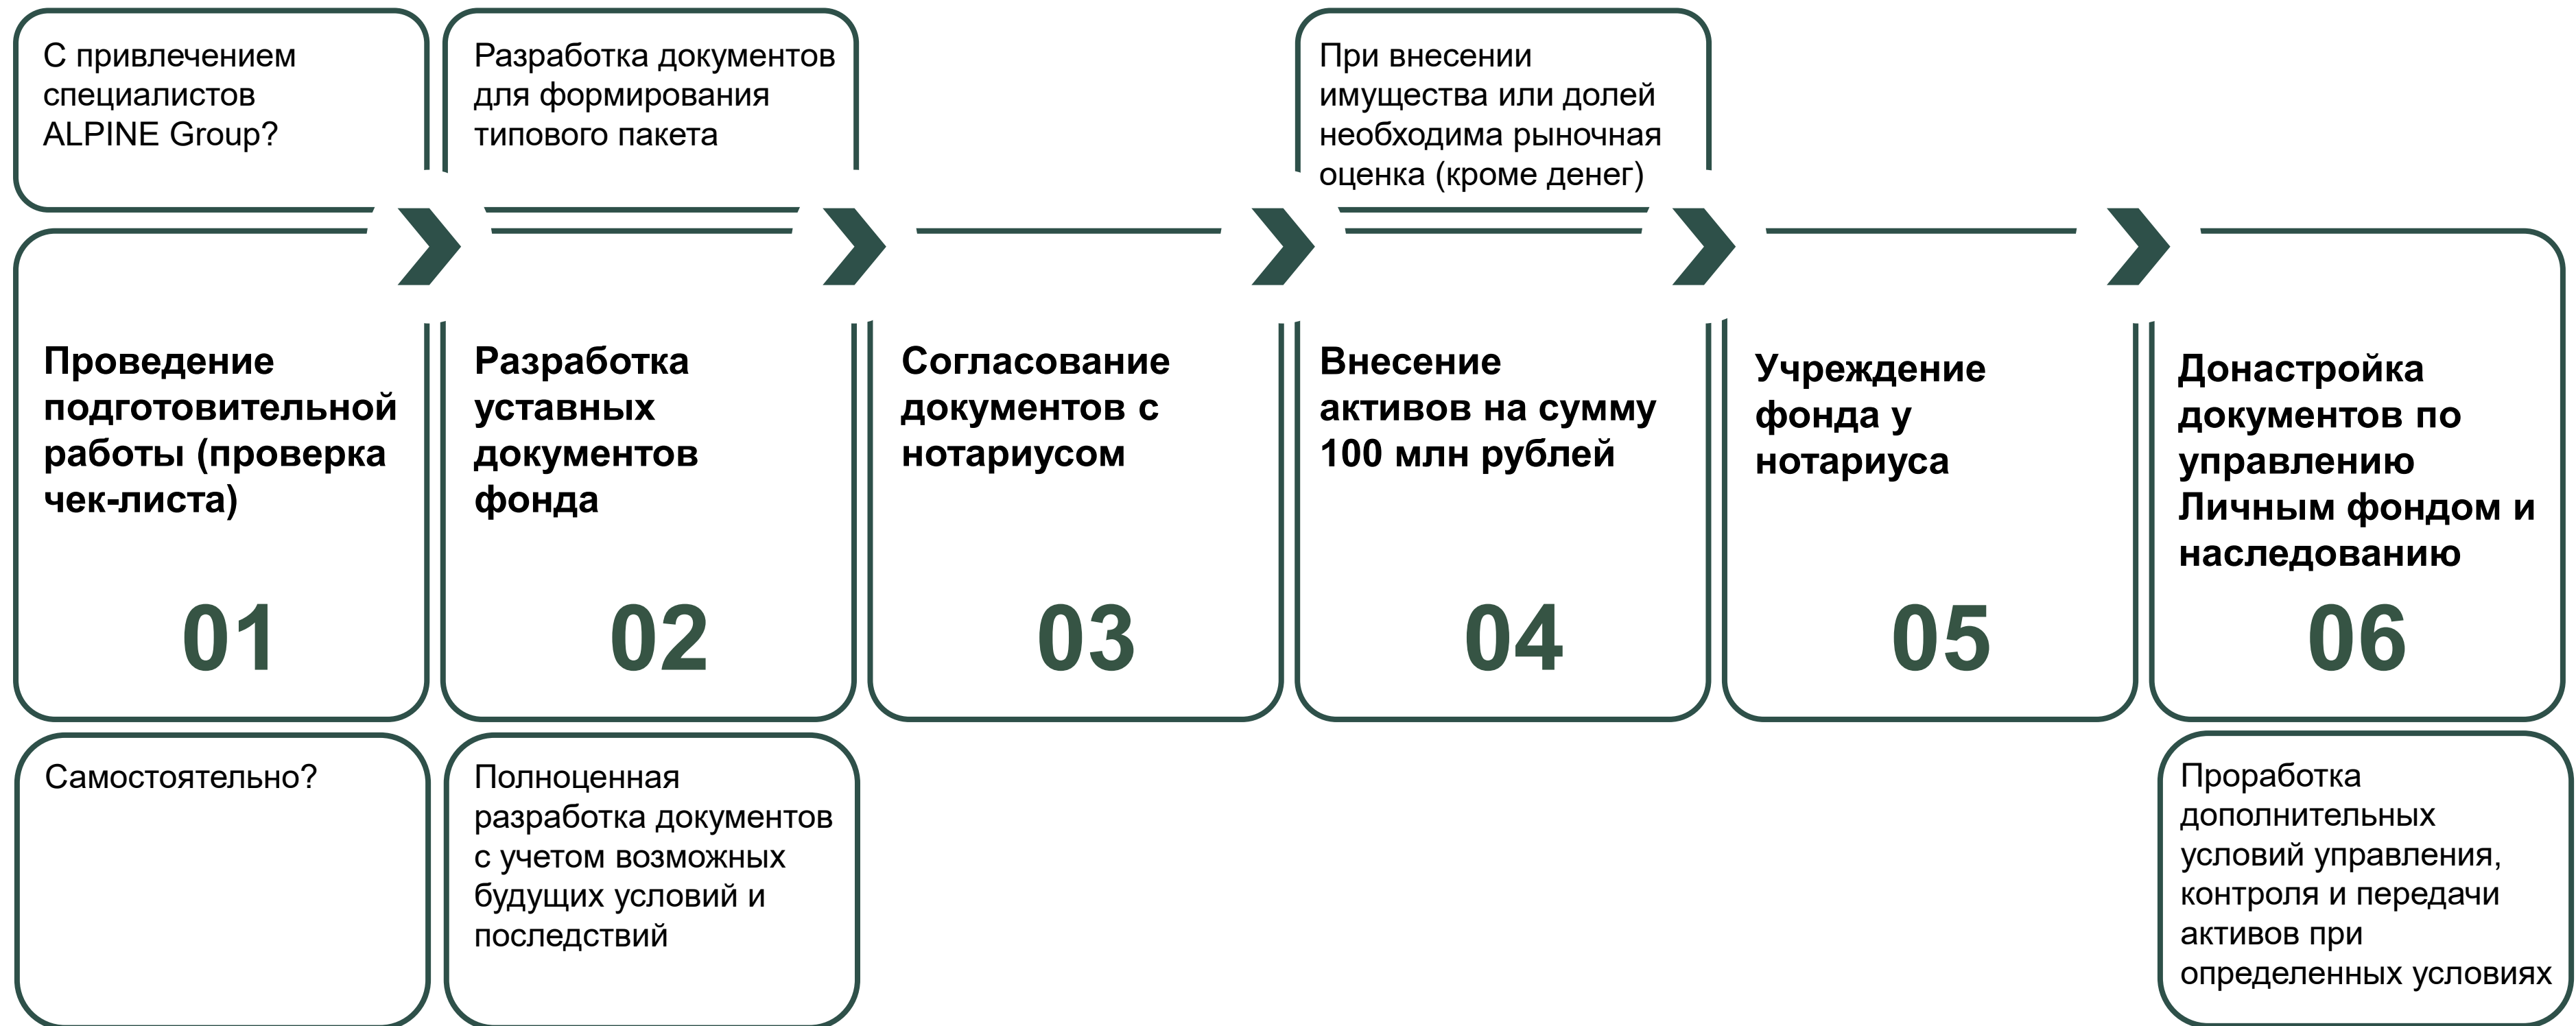 С привлечением
специалистов
ALPINE Group?
Разработка документов
для формирования
типового пакета
При внесении
имущества или долей
необходима рыночная
оценка (кроме денег)
Проведение
подготовительной
работы (проверка
чек-листа)
01
Разработка
уставных
документов
фонда
02
Согласование
документов с
нотариусом
03
Внесение
активов на сумму
100 млн рублей
04
Учреждение
фонда у
нотариуса
05
Донастройка
документов по
управлению
Личным фондом и
наследованию
06
Самостоятельно?
Полноценная
разработка документов
с учетом возможных
будущих условий и
последствий
Проработка
дополнительных
условий управления,
контроля и передачи
активов при
определенных условиях